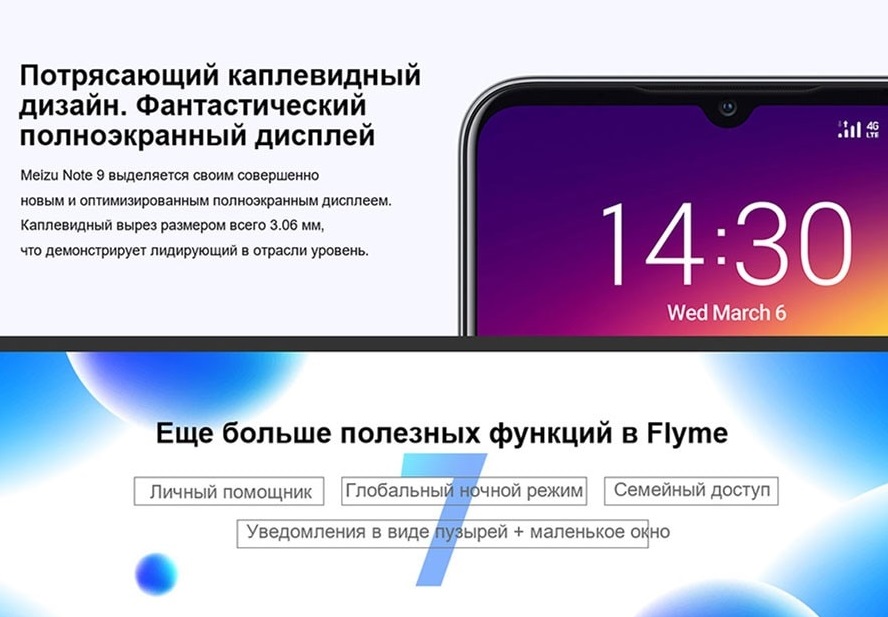 Потрясающий каплевидный
дизайн. Фантастический
полноэкранный дисплей
Meizu Note 9 выделяется своим совершенно
новым и оптимизированным полноэкранным дисплеем.
Каплевидный вырез размером всего 3.06 мм,
что демонстрирует лидирующий в отрасли уровень.
4G
LTE
14:30
Wed March 6
Еще больше полезных функций в Flyme
7
Личный помощник
Глобальный ночной режим
Семейный доступ
Уведомления в виде пузырей + маленькое окно